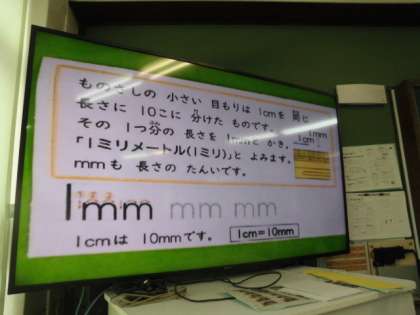 ものさしの 小さい 目もりは 1cmを 同じ
長さに 10こに 分けた ものです。
その 1つ分の 長さを 1mmと かき、
「1ミリメートル(1ミリ)」と よみます。
mmも 長さの たんいです。
1mm
1cm
1mm mm mm
1cmは 10mmです。 1cm=10mm